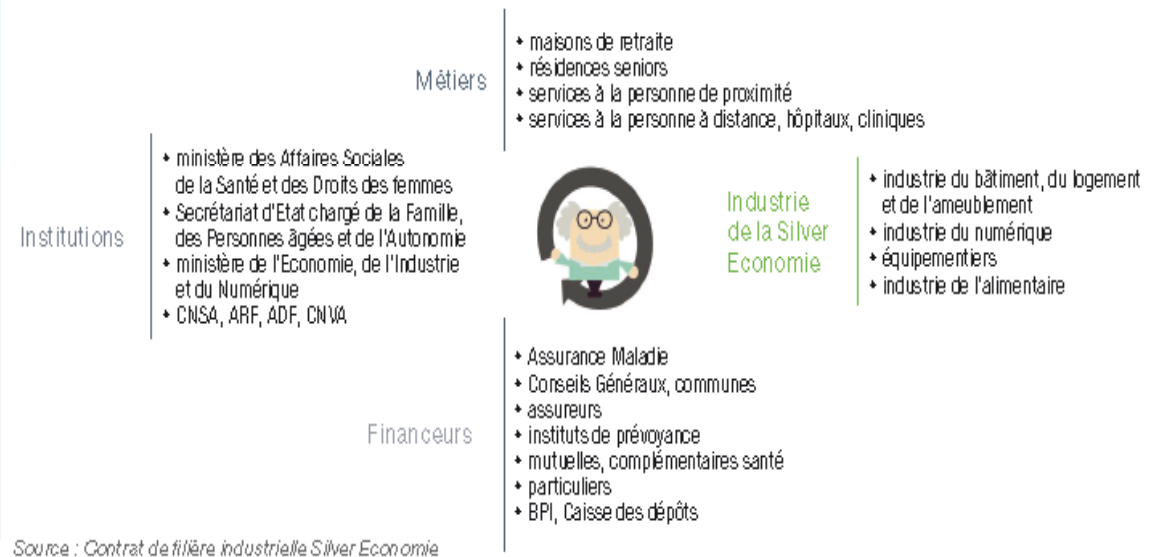 Métiers
• maisons de retraite
• résidences seniors
• services à la personne de proximité
• services à la personne à distance, hôpitaux, cliniques
Institutions
• ministère des Affaires Sociales
de la Santé et des Droits des femmes
• Secrétariat d'Etat chargé de la Famille,
des Personnes âgées et de l'Autonomie
• ministère de l'Economie, de l'Industrie
et du Numérique
• CNSA, ARF, ADF, CNVA
Industrie
de la Silver
Economie
• industrie du bâtiment, du logement
et de l'ameublement
• industrie du numérique
• équipementiers
• industrie de l'alimentaire
Financeurs
• Assurance Maladie
• Conseils Généraux, communes
• assureurs
• instituts de prévoyance
• mutuelles, complémentaires santé
• particuliers
• BPI, Caisse des dépôts
Source : Contrat de filière industrielle Silver Economie